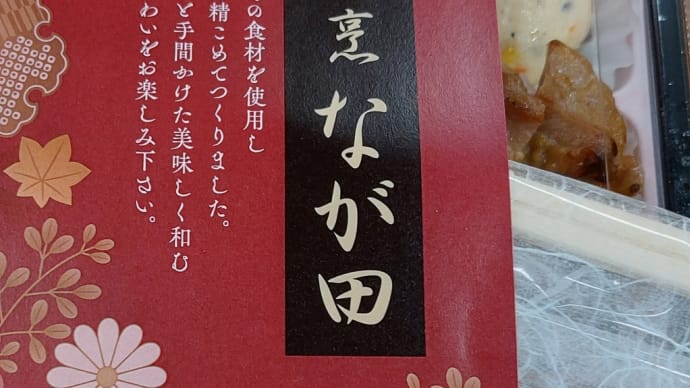 烹 なが田
の食材を使用し
精こめてつくりました。
と手間かけた美味しく和む
わいをお楽しみ下さい。